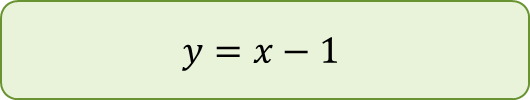 y = x − 1